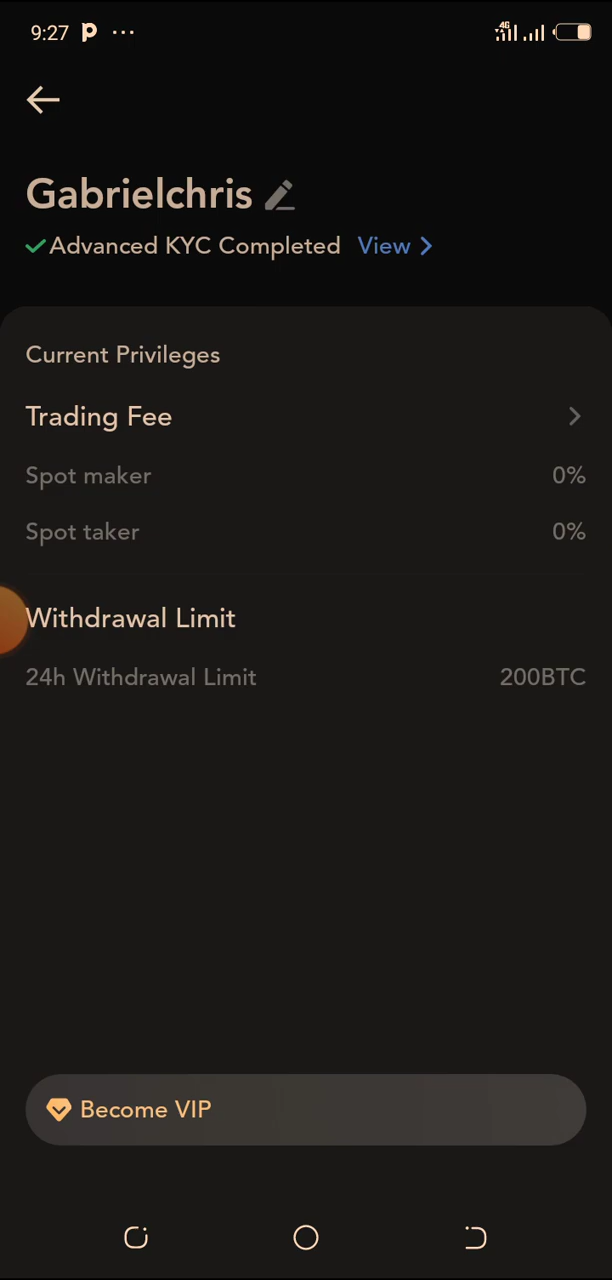 9:27
4G
Gabrielchris
Advanced KYC Completed View
Current Privileges
Trading Fee
Spot maker 0%
Spot taker 0%
Withdrawal Limit
24h Withdrawal Limit 200BTC
Become VIP